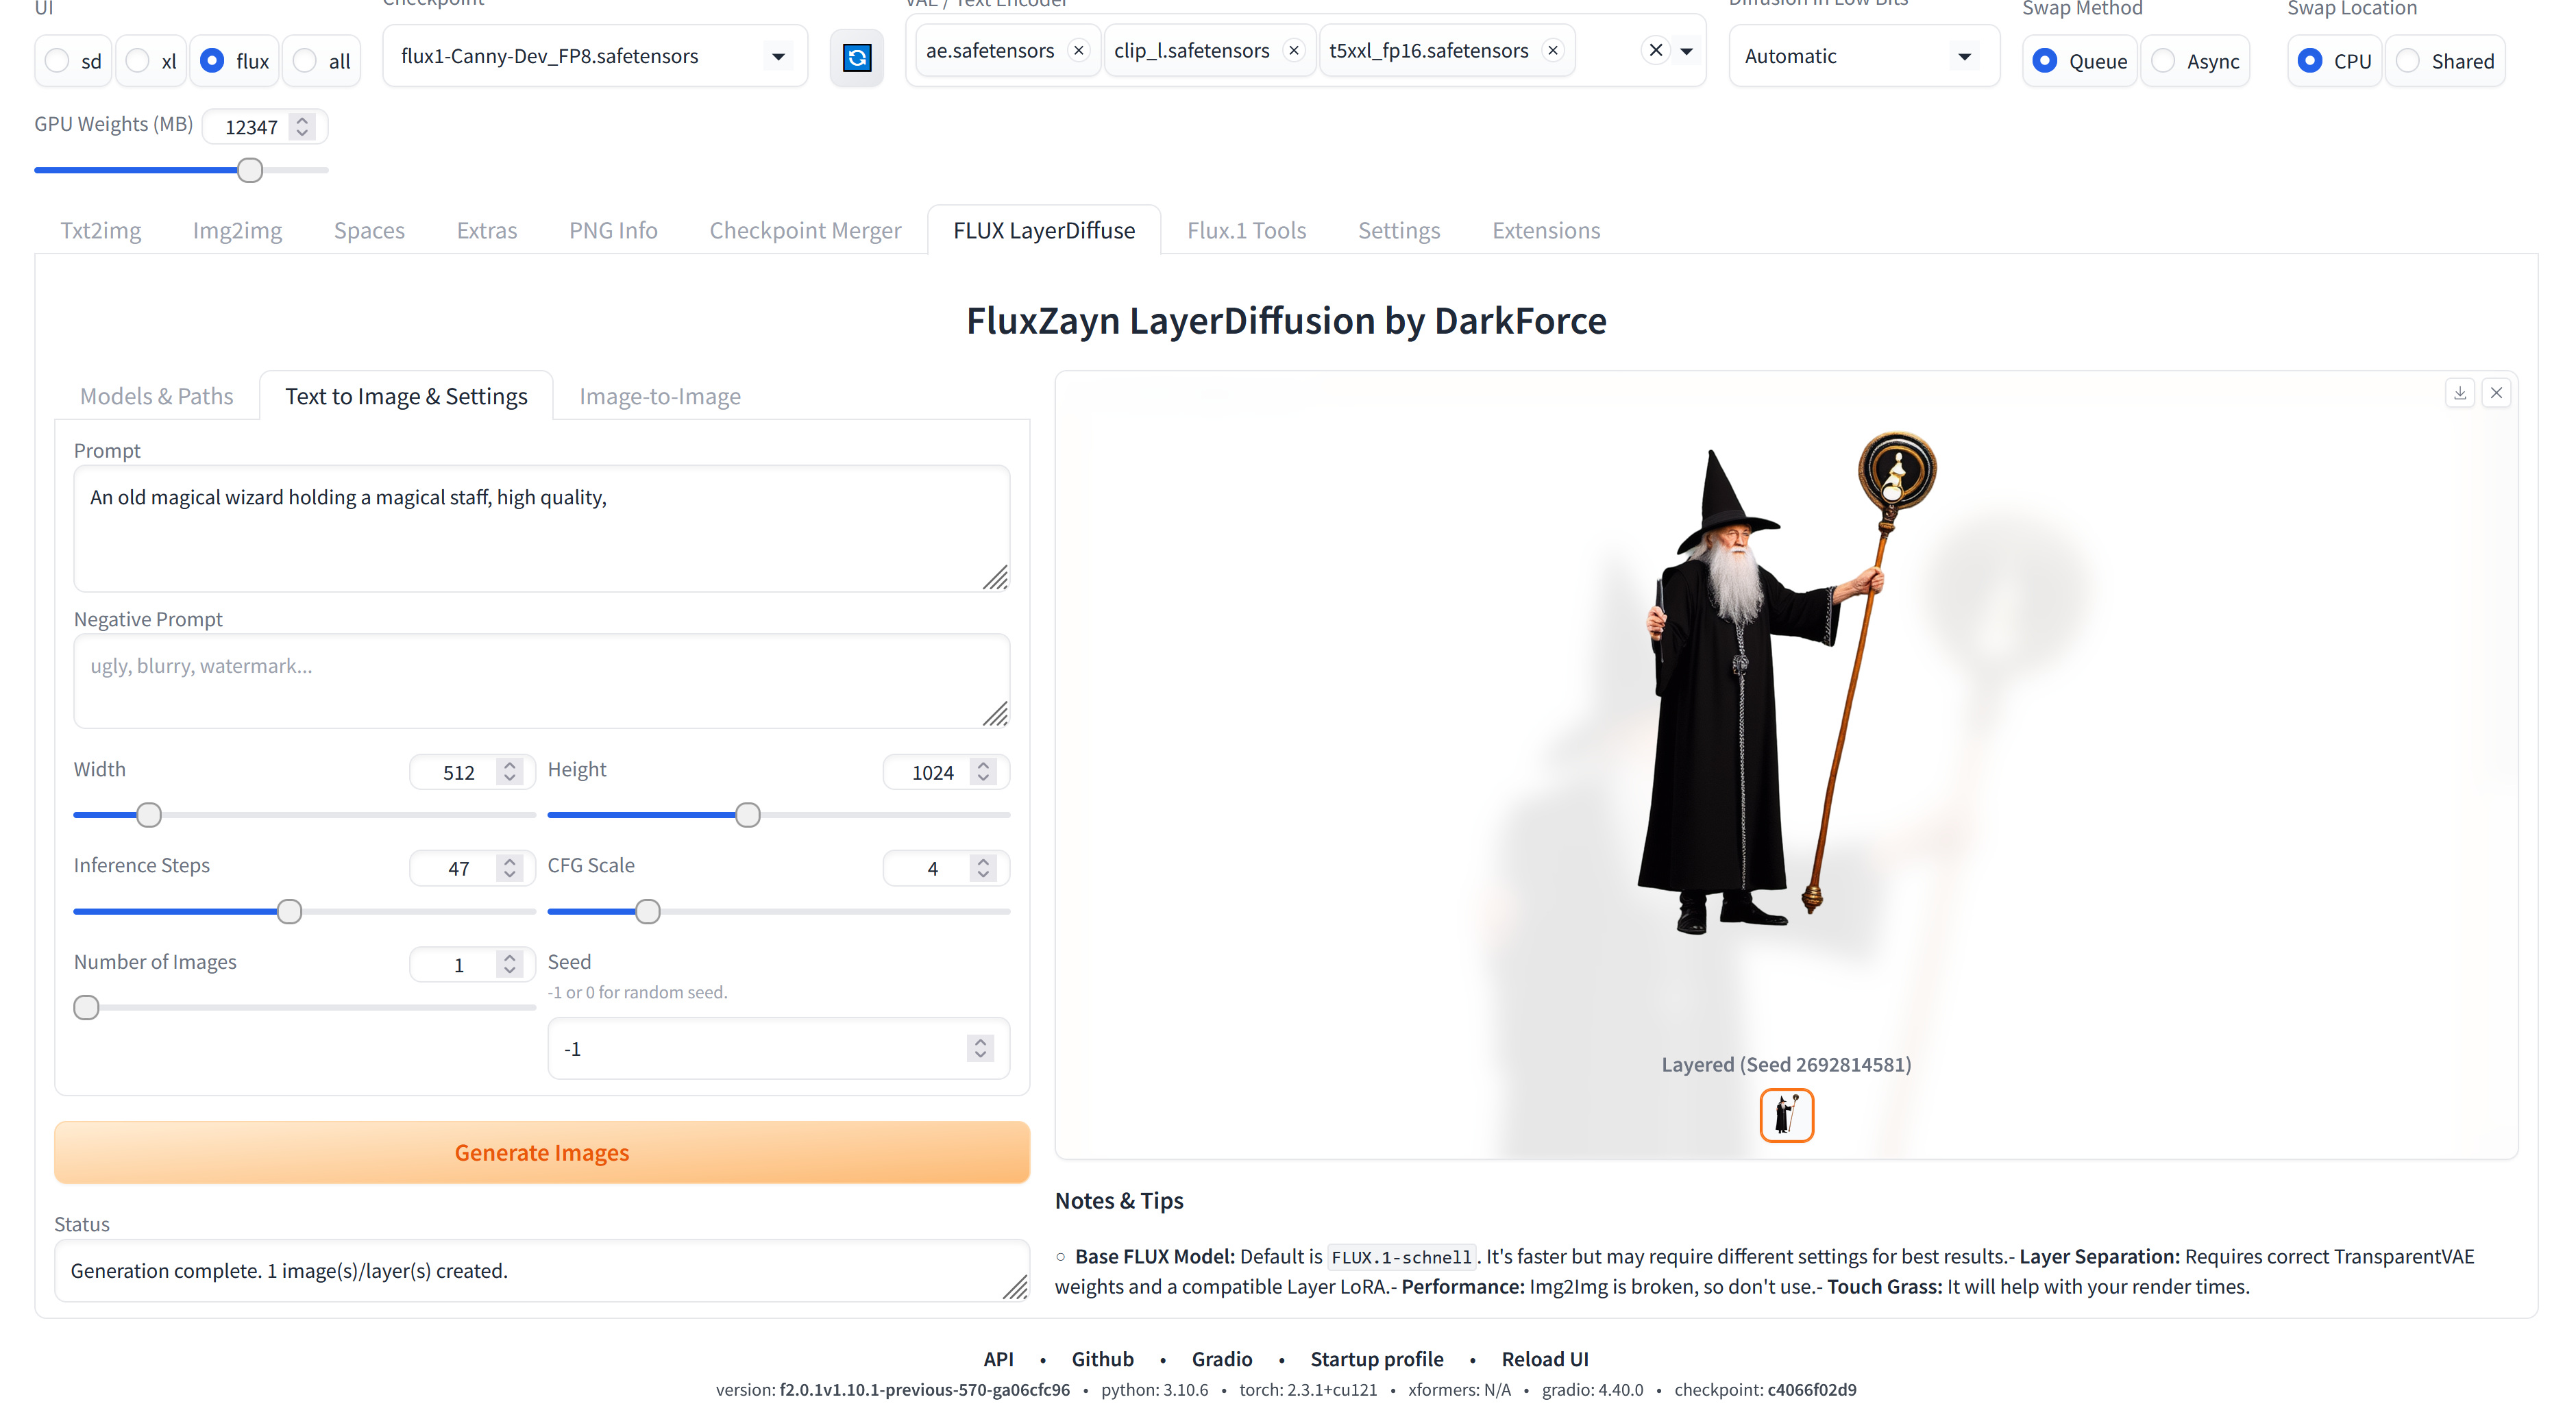 UI
Checkpoint
VAE / Text Encoder
Diffusion in Low Bits
Swap Method
Swap Location
sd
xl
flux
all
flux1-Canny-Dev_FP8.safetensors
ae.safetensors
clip_l.safetensors
t5xxl_fp16.safetensors
Automatic
Queue
Async
CPU
Shared
GPU Weights (MB)
12347
Txt2img
Img2img
Spaces
Extras
PNG Info
Checkpoint Merger
FLUX LayerDiffuse
Flux.1 Tools
Settings
Extensions
FluxZayn LayerDiffusion by DarkForce
Models & Paths
Text to Image & Settings
Image-to-Image
Prompt
An old magical wizard holding a magical staff, high quality,
Negative Prompt
ugly, blurry, watermark...
Width
512
Height
1024
Inference Steps
47
CFG Scale
4
Number of Images
1
Seed
-1 or 0 for random seed.
-1
Generate Images
Status
Generation complete. 1 image(s)/layer(s) created.
Layered (Seed 2692814581)
Notes & Tips
○ Base FLUX Model: Default is FLUX.1-schnell. It's faster but may require different settings for best results.- Layer Separation: Requires correct TransparentVAE
weights and a compatible Layer LoRA.- Performance: Img2Img is broken, so don't use.- Touch Grass: It will help with your render times.
API • Github • Gradio • Startup profile • Reload UI
version: f2.0.1v1.10.1-previous-570-ga06cfc96 • python: 3.10.6 • torch: 2.3.1+cu121 • xformers: N/A • gradio: 4.40.0 • checkpoint: c4066f02d9